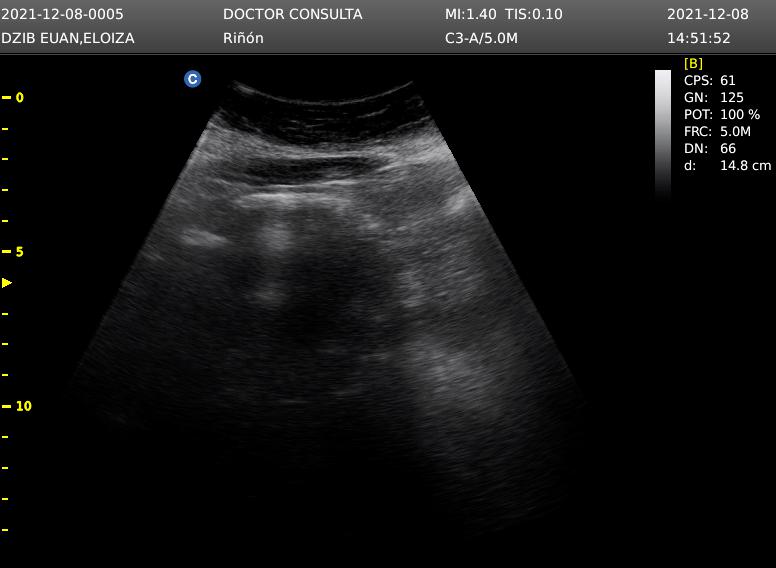 2021-12-08-0005 DOCTOR CONSULTA MI:1.40 TIS:0.10 2021-12-08
DZIB EUAN,ELOIZA Riñón C3-A/5.0M 14:51:52
C
[B]
CPS: 61
GN: 125
POT: 100 %
FRC: 5.0M
DN: 66
d: 14.8 cm
0
5
10